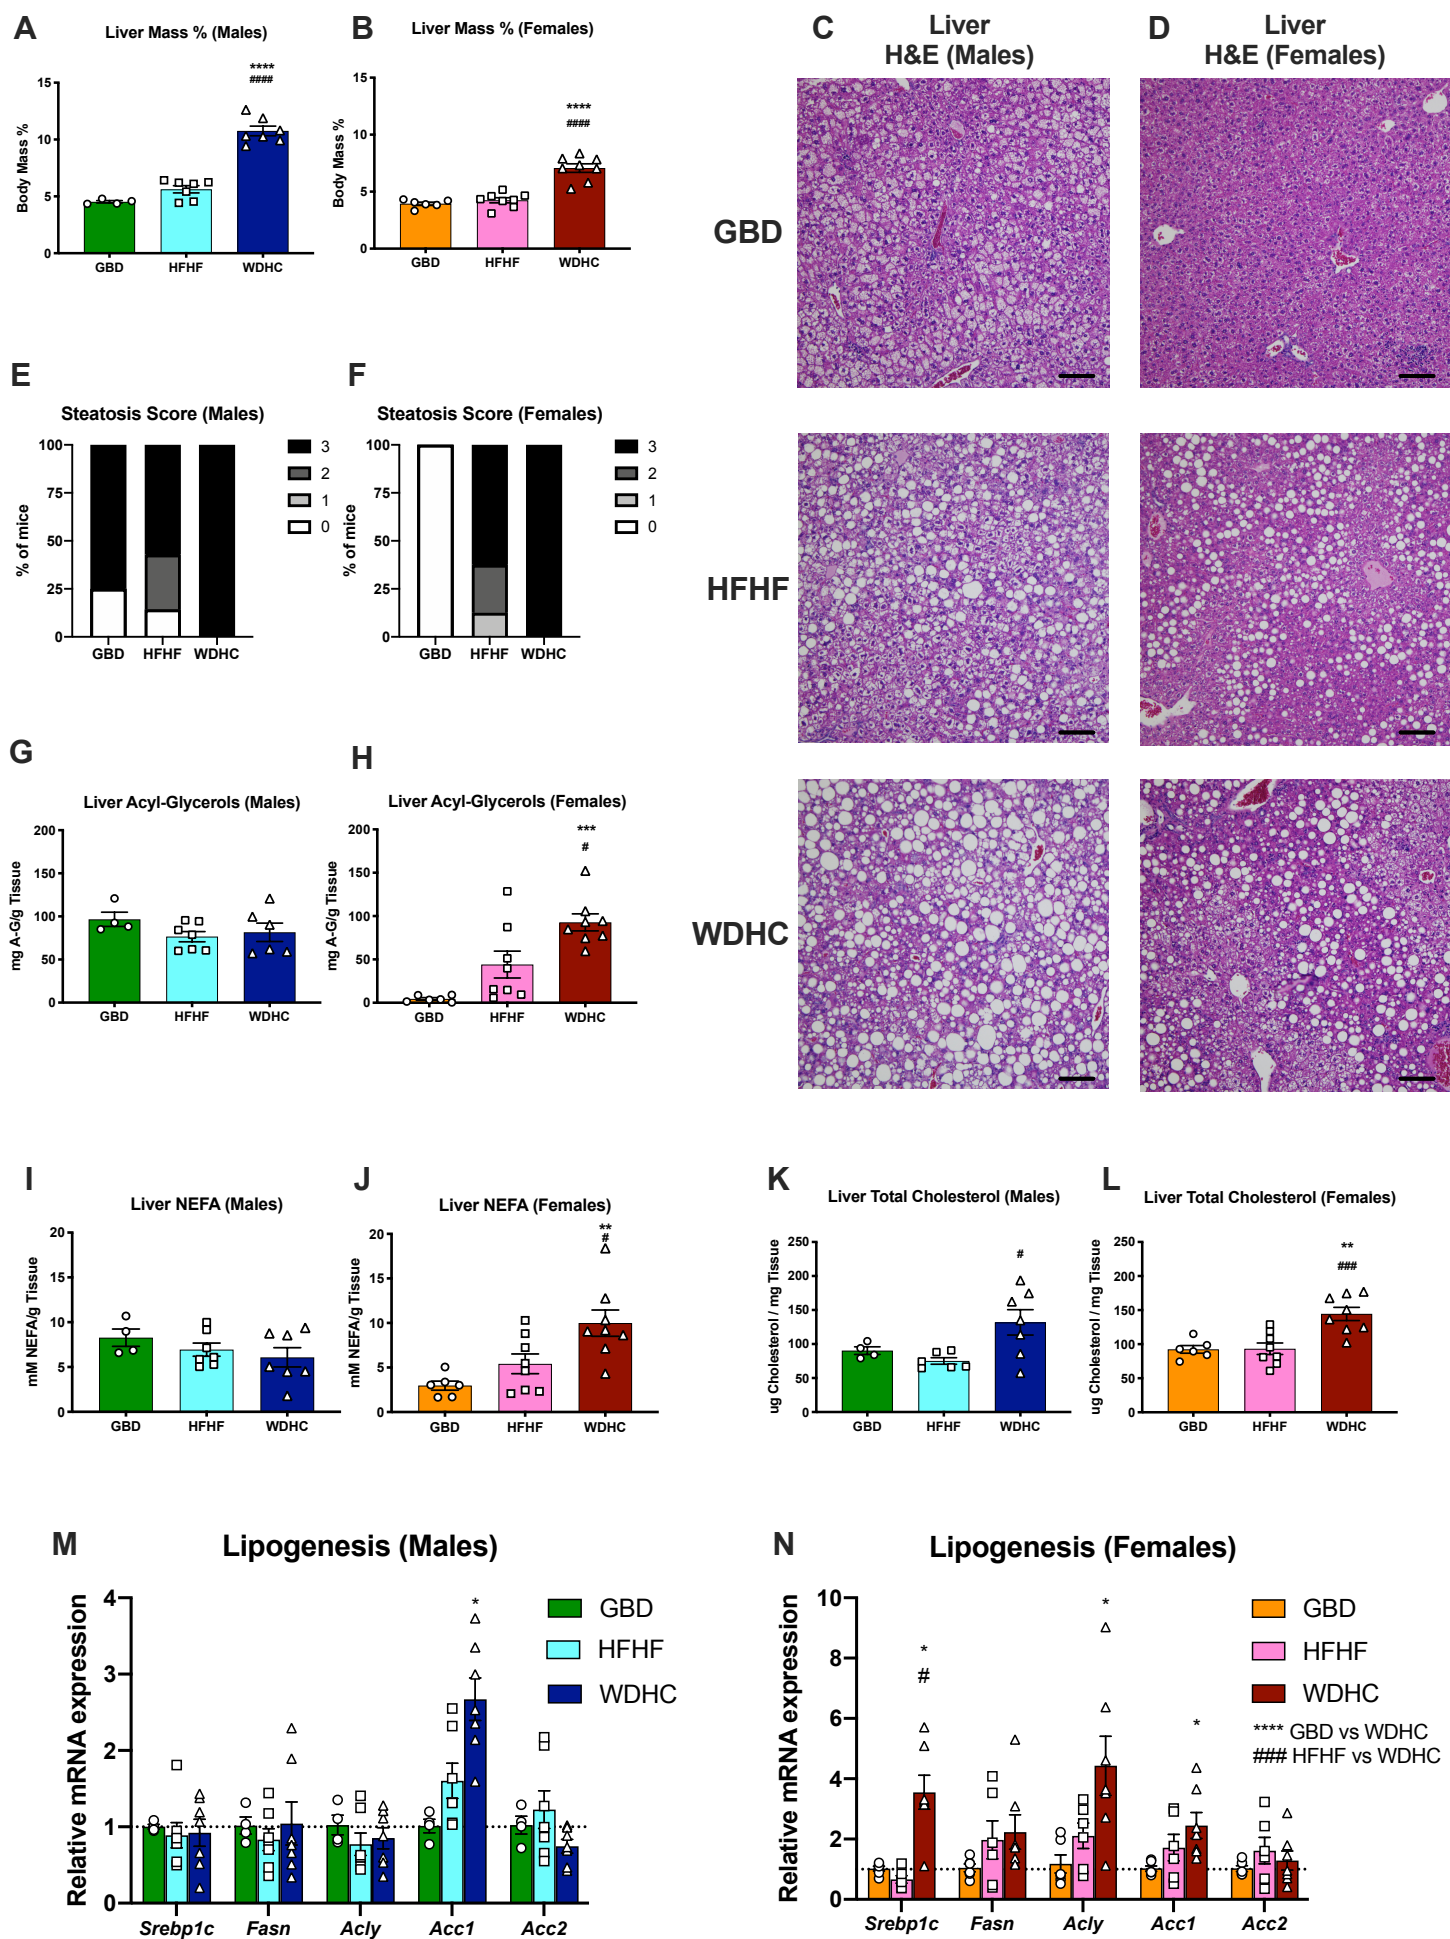 A
Liver Mass % (Males)
****
####
15
10
5
0
Body Mass %
GBD
HFHF
WDHC
B
Liver Mass % (Females)
****
####
15
10
5
0
Body Mass %
GBD
HFHF
WDHC
C
Liver
H&E (Males)
D
Liver
H&E (Females)
GBD
HFHF
WDHC
E
Steatosis Score (Males)
100
75
50
25
0
% of mice
GBD
HFHF
WDHC
3
2
1
0
F
Steatosis Score (Females)
100
75
50
25
0
% of mice
GBD
HFHF
WDHC
3
2
1
0
G
Liver Acyl-Glycerols (Males)
200
150
100
50
0
mg A-G/g Tissue
GBD
HFHF
WDHC
H
Liver Acyl-Glycerols (Females)
***
#
200
150
100
50
0
mg A-G/g Tissue
GBD
HFHF
WDHC
I
Liver NEFA (Males)
20
15
10
5
0
mM NEFA/g Tissue
GBD
HFHF
WDHC
J
Liver NEFA (Females)
**
#
20
15
10
5
0
mM NEFA/g Tissue
GBD
HFHF
WDHC
K
Liver Total Cholesterol (Males)
#
250
200
150
100
50
0
ug Cholesterol / mg Tissue
GBD
HFHF
WDHC
L
Liver Total Cholesterol (Females)
**
###
250
200
150
100
50
0
ug Cholesterol / mg Tissue
GBD
HFHF
WDHC
M
Lipogenesis (Males)
*
4
3
2
1
0
Relative mRNA expression
Srebp1c
Fasn
Acly
Acc1
Acc2
GBD
HFHF
WDHC
N
Lipogenesis (Females)
*
#
*
*
10
8
6
4
2
0
Relative mRNA expression
Srebp1c
Fasn
Acly
Acc1
Acc2
GBD
HFHF
WDHC
**** GBD vs WDHC
### HFHF vs WDHC